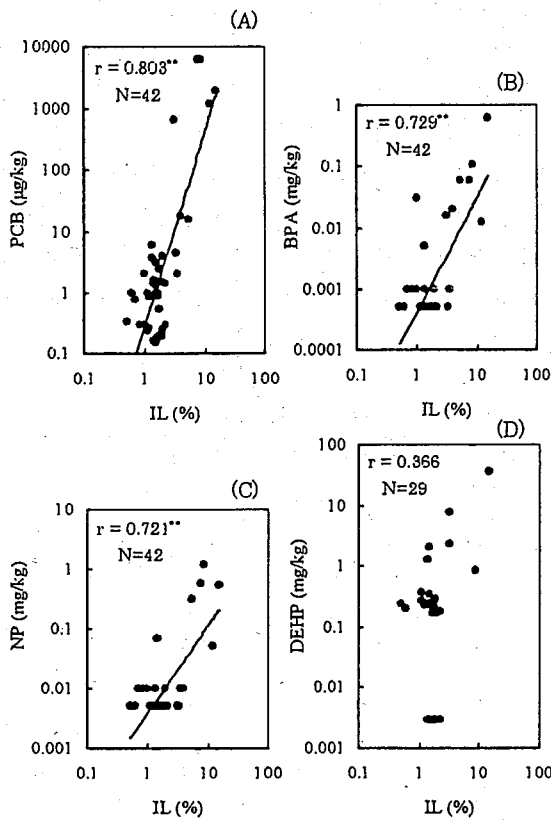 (A)
10000
1000
100
10
1
0.1
PCB (µg/kg)
r = 0.803**
N=42
0.1 1 10 100
IL (%)
(B)
1
0.1
0.01
0.001
0.0001
BPA (mg/kg)
r = 0.729**
N=42
0.1 1 10 100
IL (%)
(C)
10
1
0.1
0.01
0.001
NP (mg/kg)
r = 0.721**
N=42
0.1 1 10 100
IL (%)
(D)
100
10
1
0.1
0.01
0.001
DEHP (mg/kg)
r = 0.366
N=29
0.1 1 10 100
IL (%)